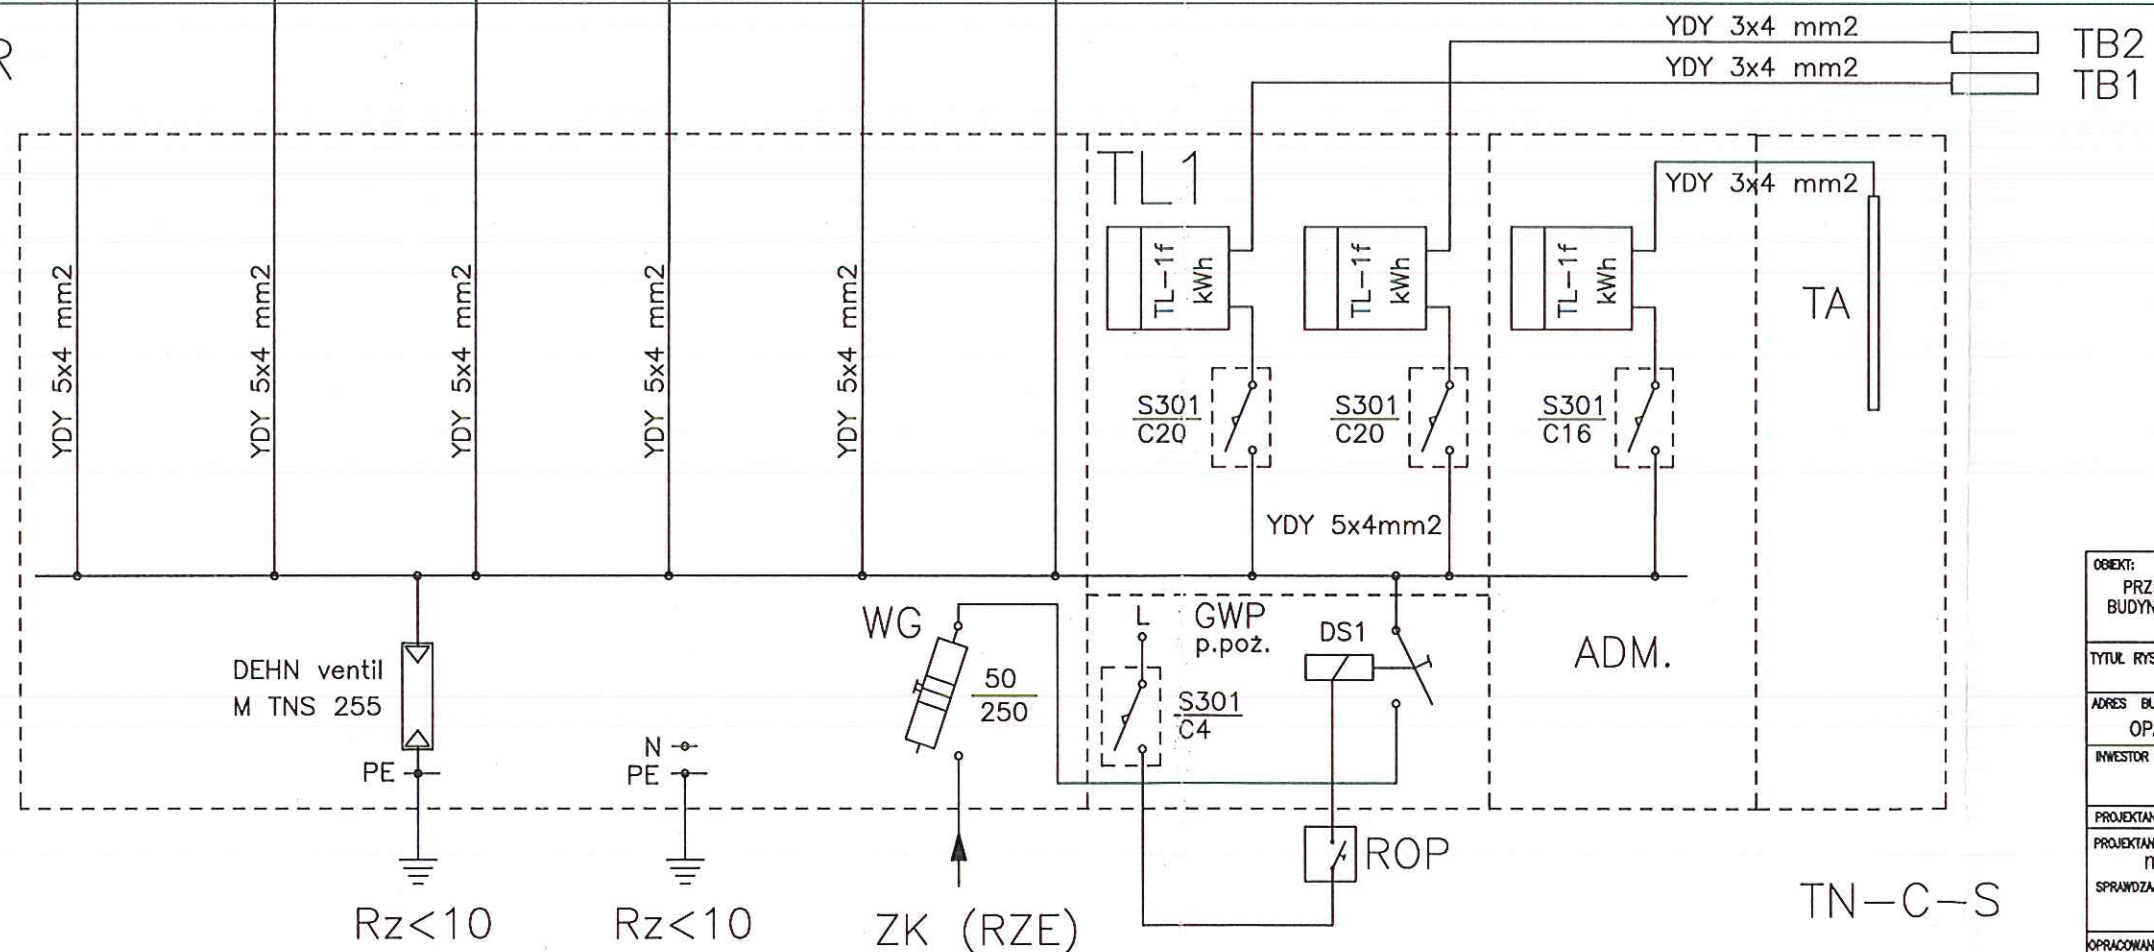 YDY 3x4 mm2
TB2
YDY 3x4 mm2
TB1
R
TL1
YDY 3x4 mm2
TL-1f
kWh
TL-1f
kWh
TL-1f
kWh
TA
YDY 5x4 mm2
YDY 5x4 mm2
YDY 5x4 mm2
YDY 5x4 mm2
YDY 5x4 mm2
S301
C20
S301
C20
S301
C16
YDY 5x4mm2
WG
50
250
L
GWP
p.poż.
DS1
S301
C4
ADM.
DEHN ventil
M TNS 255
PE
N
PE
ROP
Rz<10
Rz<10
ZK (RZE)
TN-C-S
OBIEKT:
PRZ
BUDYN
TYTUŁ RYS
ADRES BU
OP
INWESTOR
PROJEKTAN
PROJEKTAN
SPRAWDZA
OPRACOWAN